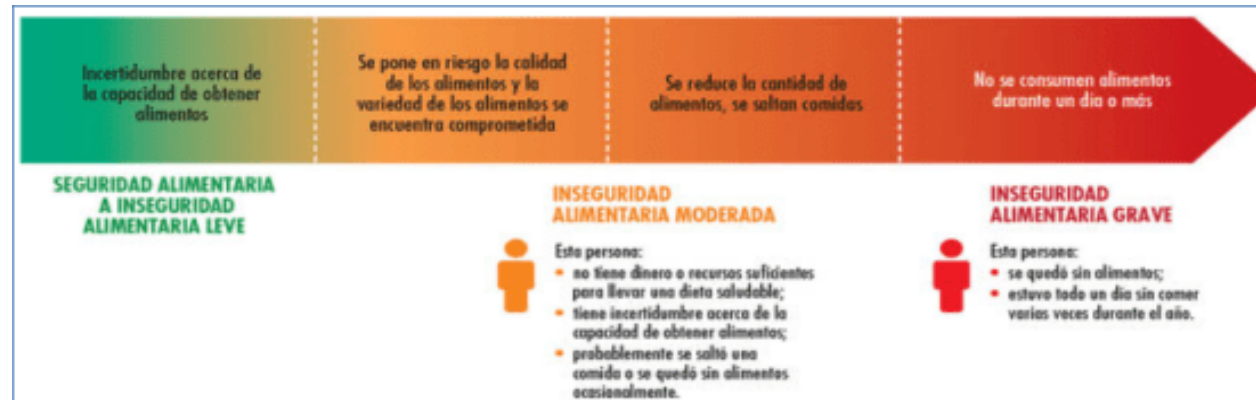 Incertidumbre acerca de
la capacidad de obtener
alimentos
Se pone en riesgo la calidad
de los alimentos y la
variedad de los alimentos se
encuentra comprometida
Se reduce la cantidad de
alimentos, se saltan comidas
No se consumen alimentos
durante un día o más
SEGURIDAD ALIMENTARIA
A INSEGURIDAD
ALIMENTARIA LEVE
INSEGURIDAD
ALIMENTARIA MODERADA
Esta persona:
• no tiene dinero o recursos suficientes
para llevar una dieta saludable;
• tiene incertidumbre acerca de la
capacidad de obtener alimentos;
• probablemente se saltó una
comida o se quedó sin alimentos
ocasionalmente.
INSEGURIDAD
ALIMENTARIA GRAVE
Esta persona:
• se quedó sin alimentos;
• estuvo todo un día sin comer
varias veces durante el año.